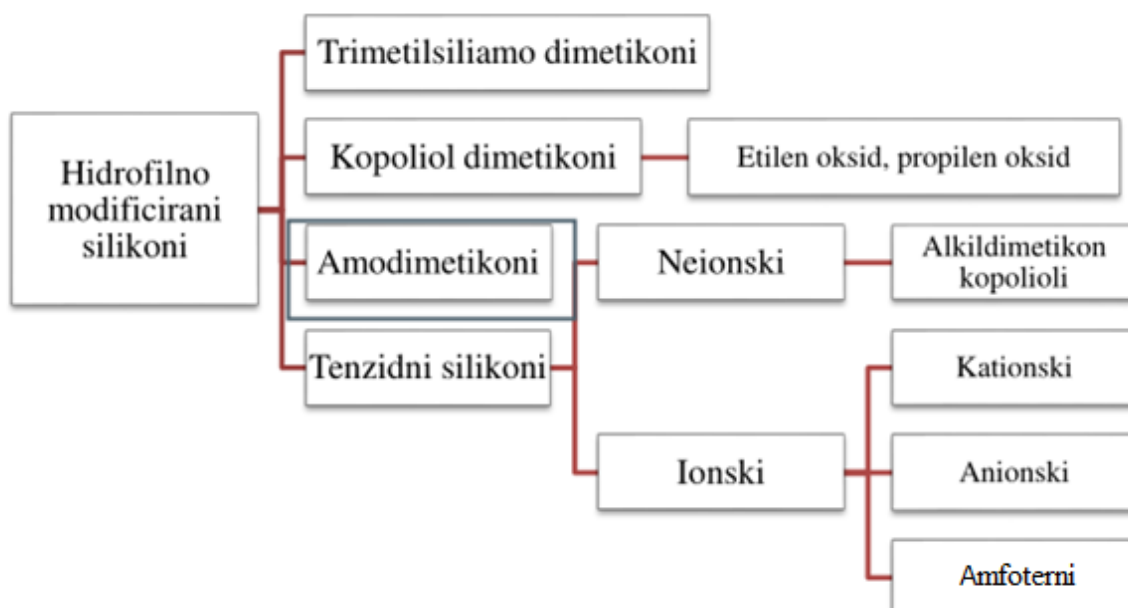 Trimetilsiliamo dimetikoni
Hidrofilno
modificirani
silikoni
Kopoliol dimetikoni
Etilen oksid, propilen oksid
Amodimetikoni
Neionski
Alkildimetikon
kopolioli
Tenzidni silikoni
Kationski
Ionski
Anionski
Amfoterni